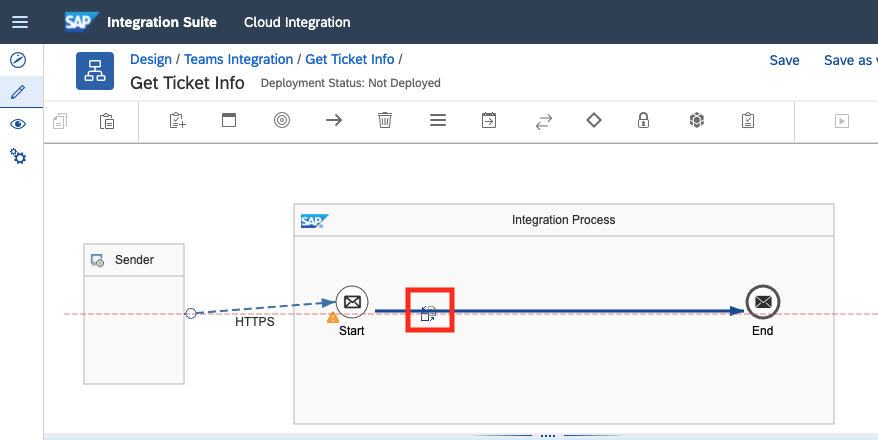 SAP Integration Suite Cloud Integration
Design / Teams Integration / Get Ticket Info /
Get Ticket Info Deployment Status: Not Deployed
Save Save as
SAP Integration Process
Sender
HTTPS
Start
End